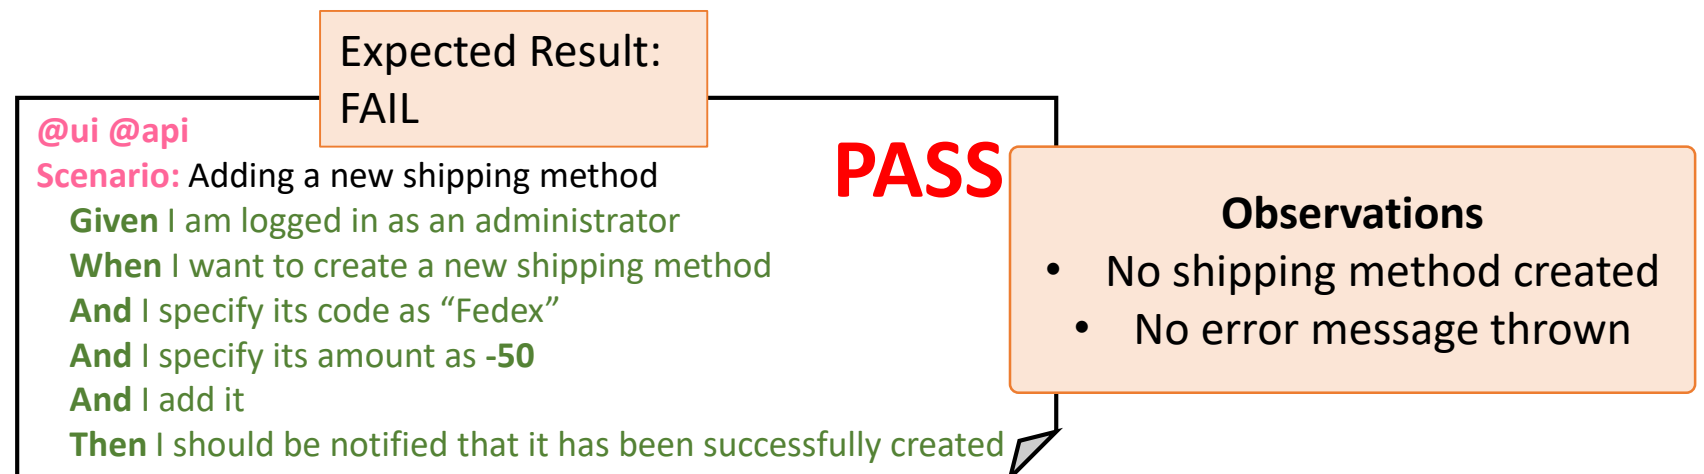 Expected Result:
FAIL
@ui @api
Scenario: Adding a new shipping method
Given I am logged in as an administrator
When I want to create a new shipping method
And I specify its code as “Fedex”
And I specify its amount as -50
And I add it
Then I should be notified that it has been successfully created
PASS
Observations
• No shipping method created
• No error message thrown